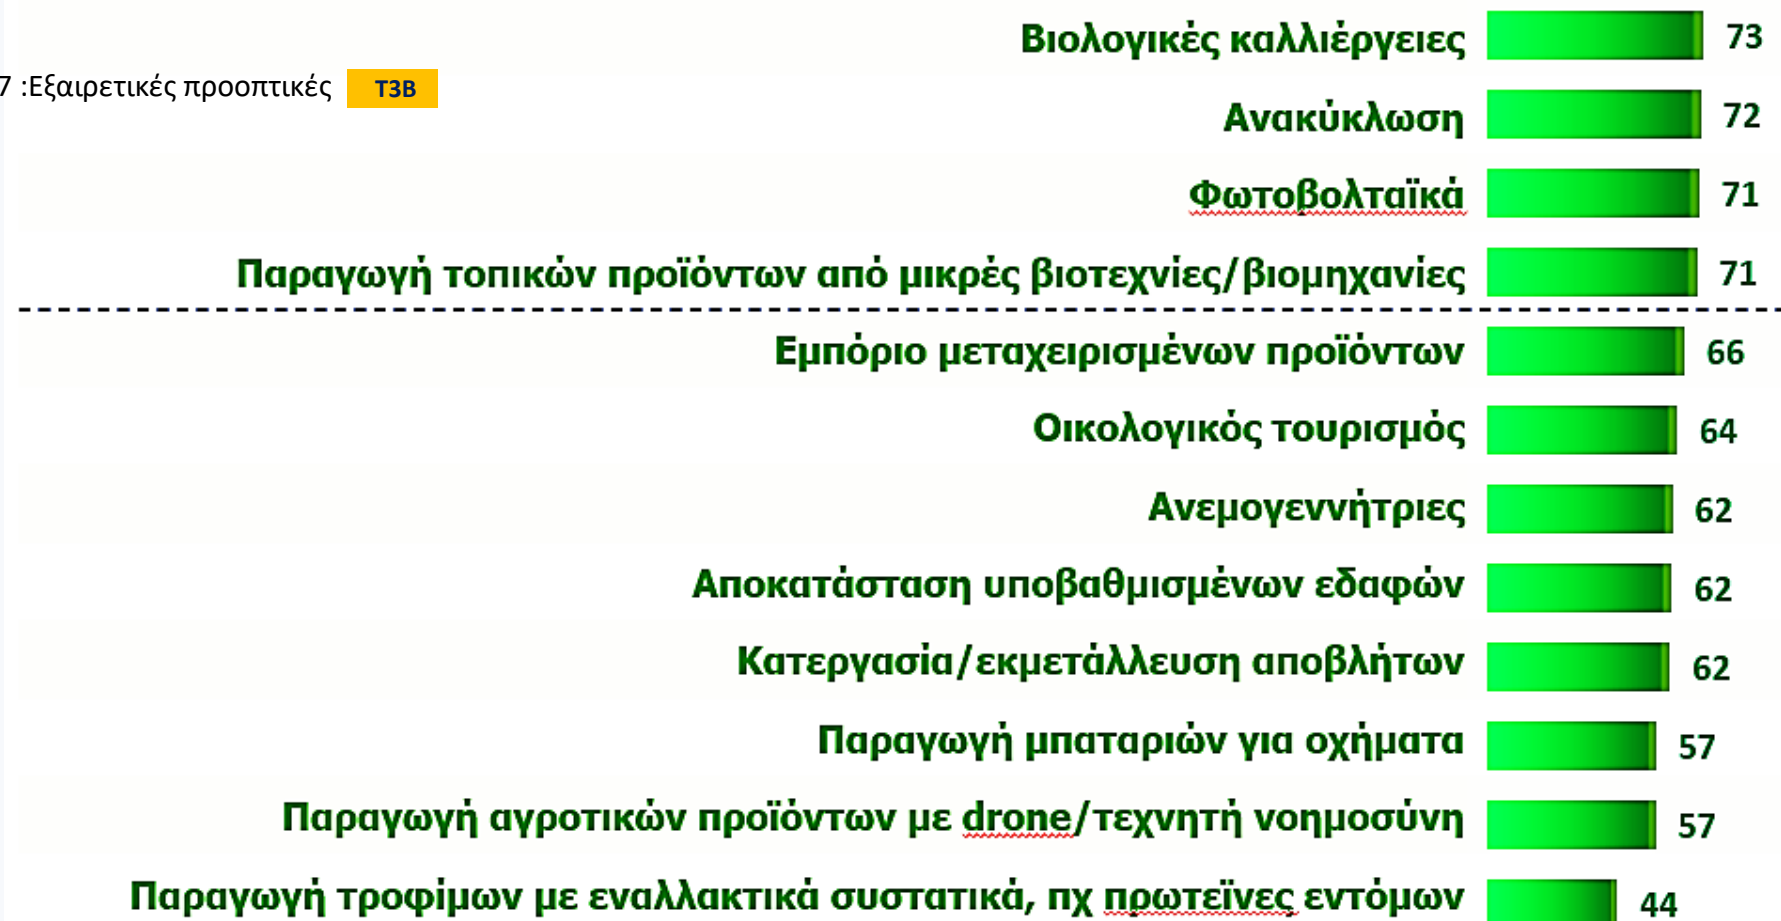 Βιολογικές καλλιέργειες 73
7 :Εξαιρετικές προοπτικές T3B
Ανακύκλωση 72
Φωτοβολταϊκά 71
Παραγωγή τοπικών προϊόντων από μικρές βιοτεχνίες/βιομηχανίες 71
Εμπόριο μεταχειρισμένων προϊόντων 66
Οικολογικός τουρισμός 64
Ανεμογεννήτριες 62
Αποκατάσταση υποβαθμισμένων εδαφών 62
Κατεργασία/εκμετάλλευση αποβλήτων 62
Παραγωγή μπαταριών για οχήματα 57
Παραγωγή αγροτικών προϊόντων με drone/τεχνητή νοημοσύνη 57
Παραγωγή τροφίμων με εναλλακτικά συστατικά, πχ πρωτεΐνες εντόμων 44